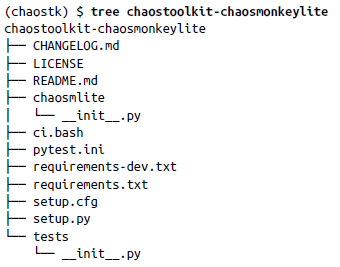 (chaostk) $ tree chaostoolkit-chaosmonkeylite
chaostoolkit-chaosmonkeylite
├── CHANGELOG.md
├── LICENSE
├── README.md
├── chaosmlite
│   └── __init__.py
├── ci.bash
├── pytest.ini
├── requirements-dev.txt
├── requirements.txt
├── setup.cfg
├── setup.py
└── tests
    └── __init__.py